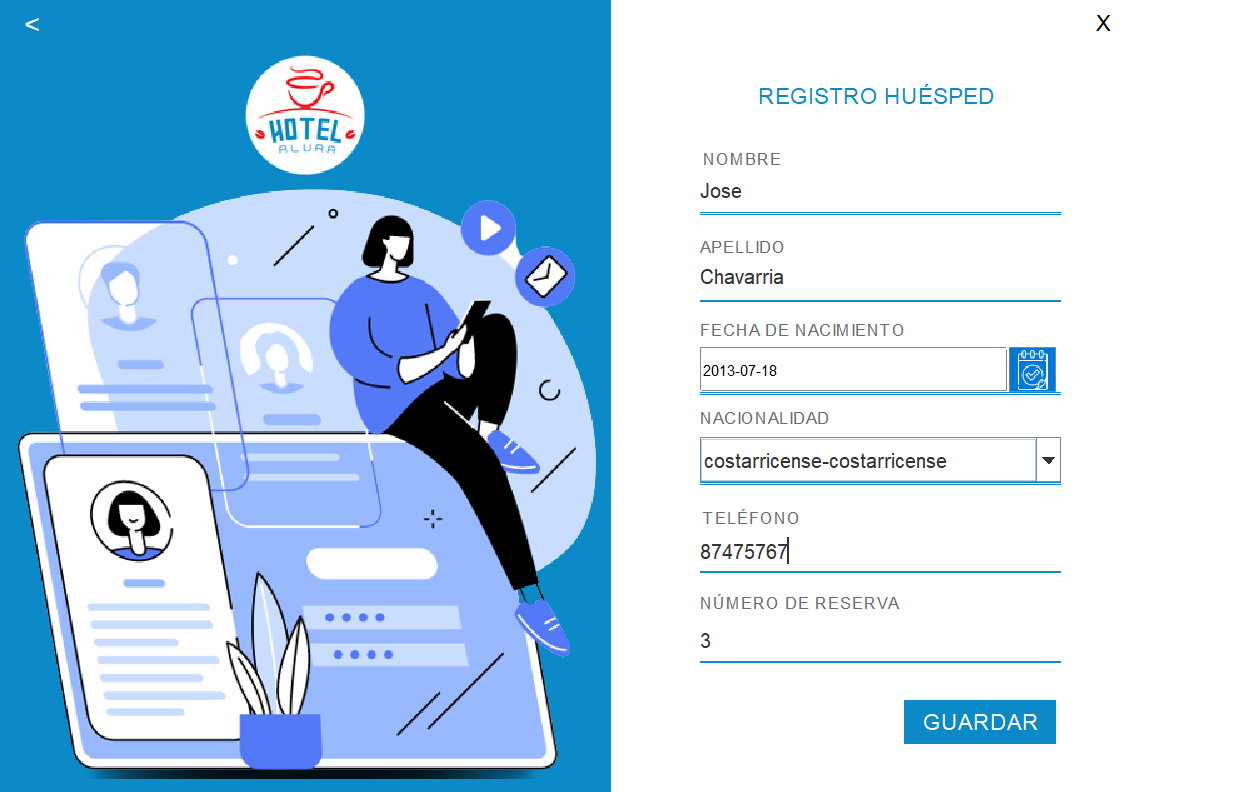 <
X
HOTEL
ALURA
REGISTRO HUÉSPED
NOMBRE
Jose
APELLIDO
Chavarria
FECHA DE NACIMIENTO
2013-07-18
NACIONALIDAD
costarricense-costarricense
TELÉFONO
87475767
NÚMERO DE RESERVA
3
GUARDAR